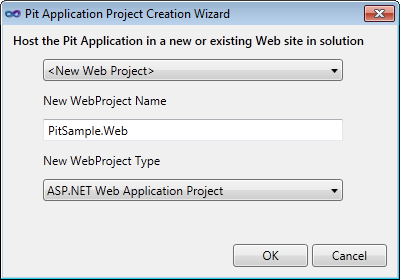 Pit Application Project Creation Wizard
Host the Pit Application in a new or existing Web site in solution
<New Web Project>
New WebProject Name
PitSample.Web
New WebProject Type
ASP.NET Web Application Project
OK Cancel